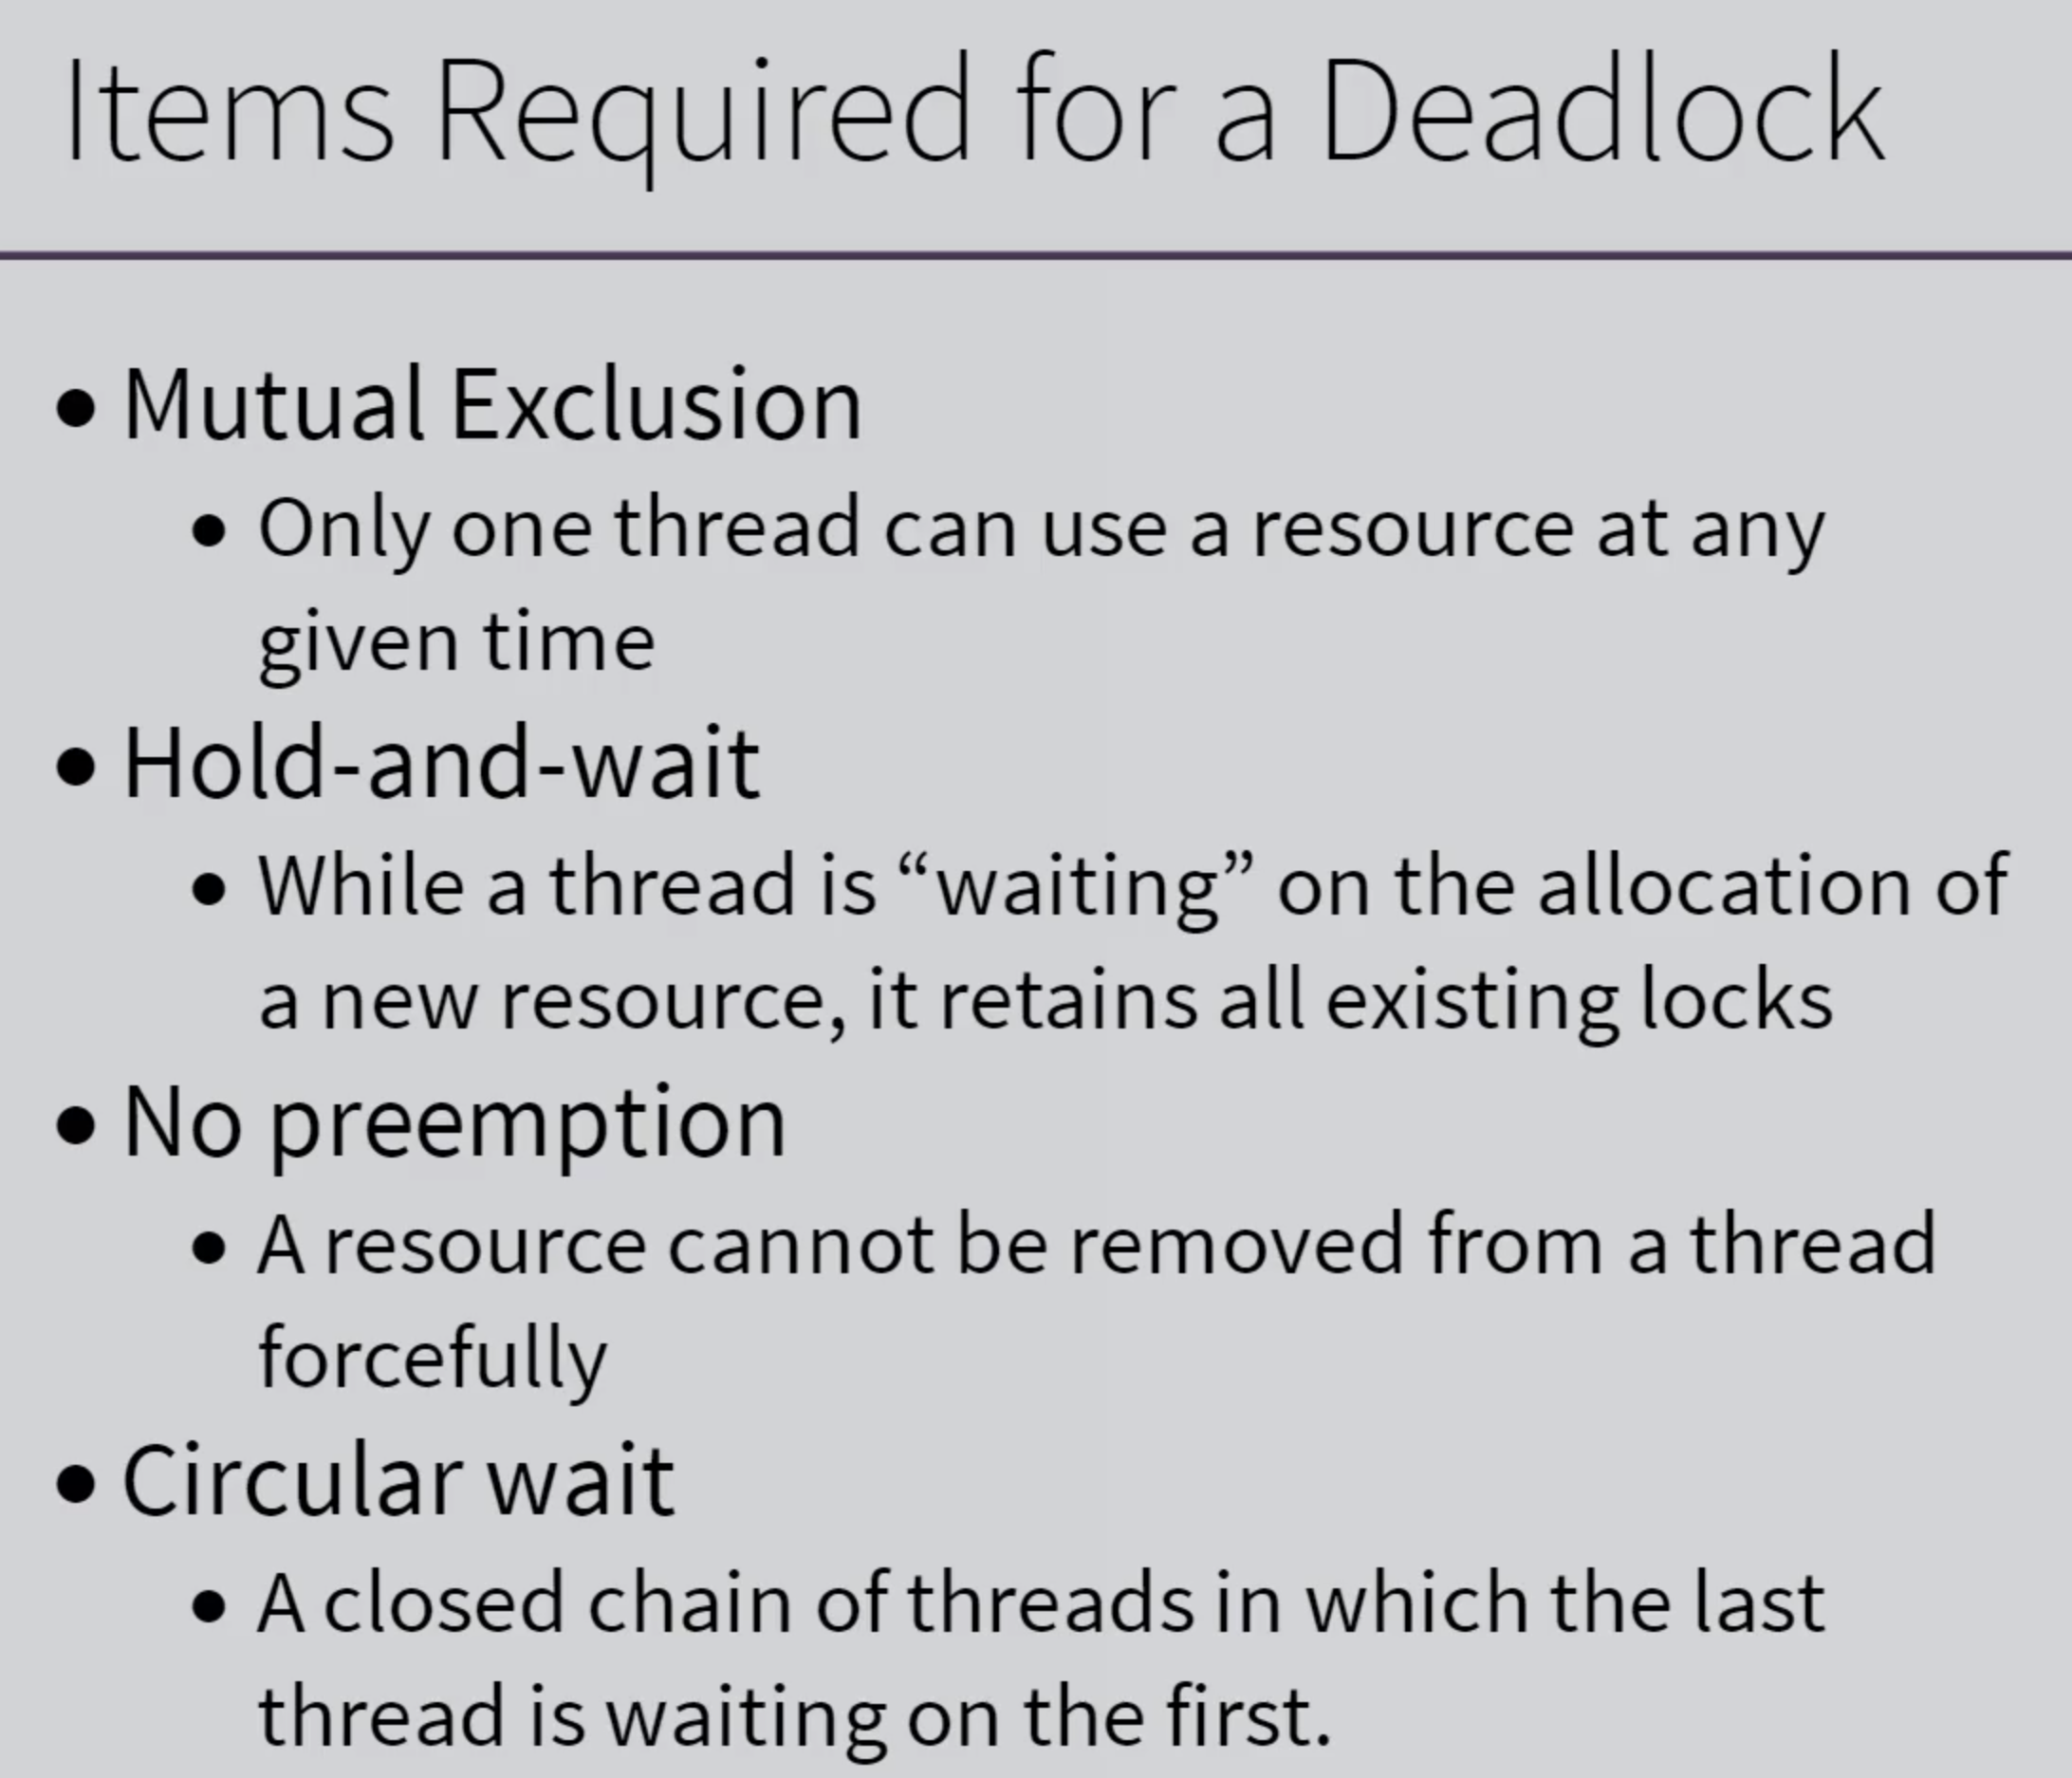 Items Required for a Deadlock
• Mutual Exclusion
• Only one thread can use a resource at any
given time
• Hold-and-wait
• While a thread is “waiting” on the allocation of
a new resource, it retains all existing locks
• No preemption
• A resource cannot be removed from a thread
forcefully
• Circular wait
• A closed chain of threads in which the last
thread is waiting on the first.